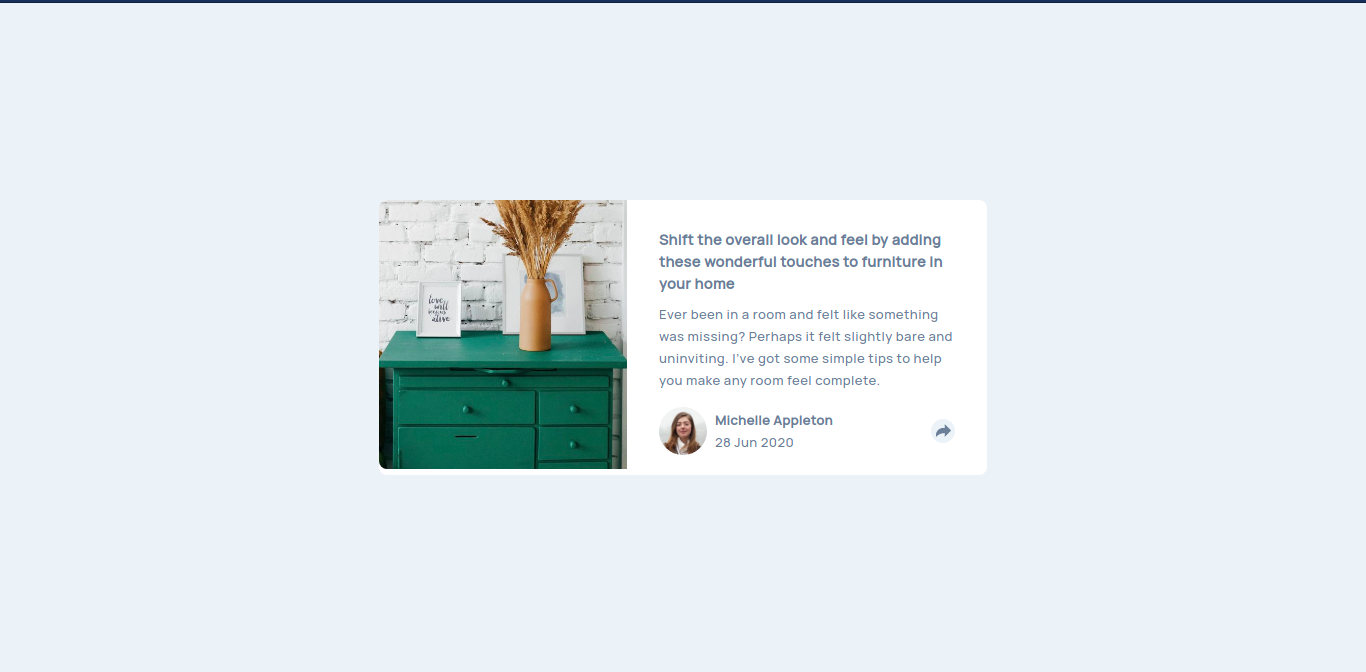 love
will
keeps
alive
Shift the overall look and feel by adding
these wonderful touches to furniture in
your home
Ever been in a room and felt like something
was missing? Perhaps it felt slightly bare and
uninviting. I've got some simple tips to help
you make any room feel complete.
Michelle Appleton
28 Jun 2020